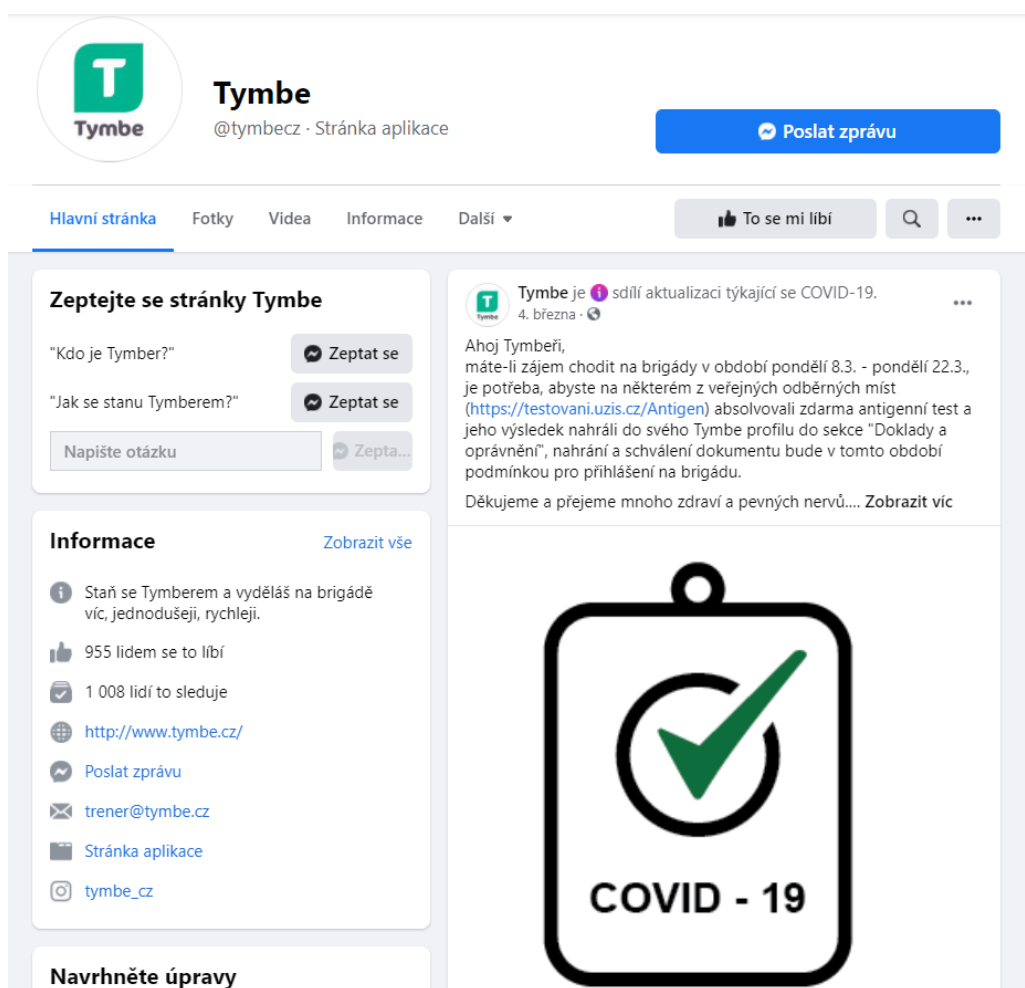 T
Tymbe
Tymbe
@tymbecz · Stránka aplikace
Poslat zprávu
Hlavní stránka
Fotky
Videa
Informace
Další
To se mi líbí
Zeptejte se stránky Tymbe
"Kdo je Tymber?"
Zeptat se
"Jak se stanu Tymberem?"
Zeptat se
Napište otázku
Zepta...
Informace
Zobrazit vše
Staň se Tymberem a vyděláš na brigádě
víc, jednodušeji, rychleji.
955 lidem se to líbí
1 008 lidí to sleduje
http://www.tymbe.cz/
Poslat zprávu
trener@tymbe.cz
Stránka aplikace
tymbe_cz
Navrhněte úpravy
T
Tymbe
Tymbe je sdílí aktualizaci týkající se COVID-19.
4. března ·
Ahoj Tymbeři,
máte-li zájem chodit na brigády v období pondělí 8.3. - pondělí 22.3.,
je potřeba, abyste na některém z veřejných odběrných míst
(https://testovani.uzis.cz/Antigen) absolvovali zdarma antigenní test a
jeho výsledek nahráli do svého Tymbe profilu do sekce "Doklady a
oprávnění", nahrání a schválení dokumentu bude v tomto období
podmínkou pro přihlášení na brigádu.
Děkujeme a přejeme mnoho zdraví a pevných nervů.... Zobrazit víc
COVID - 19